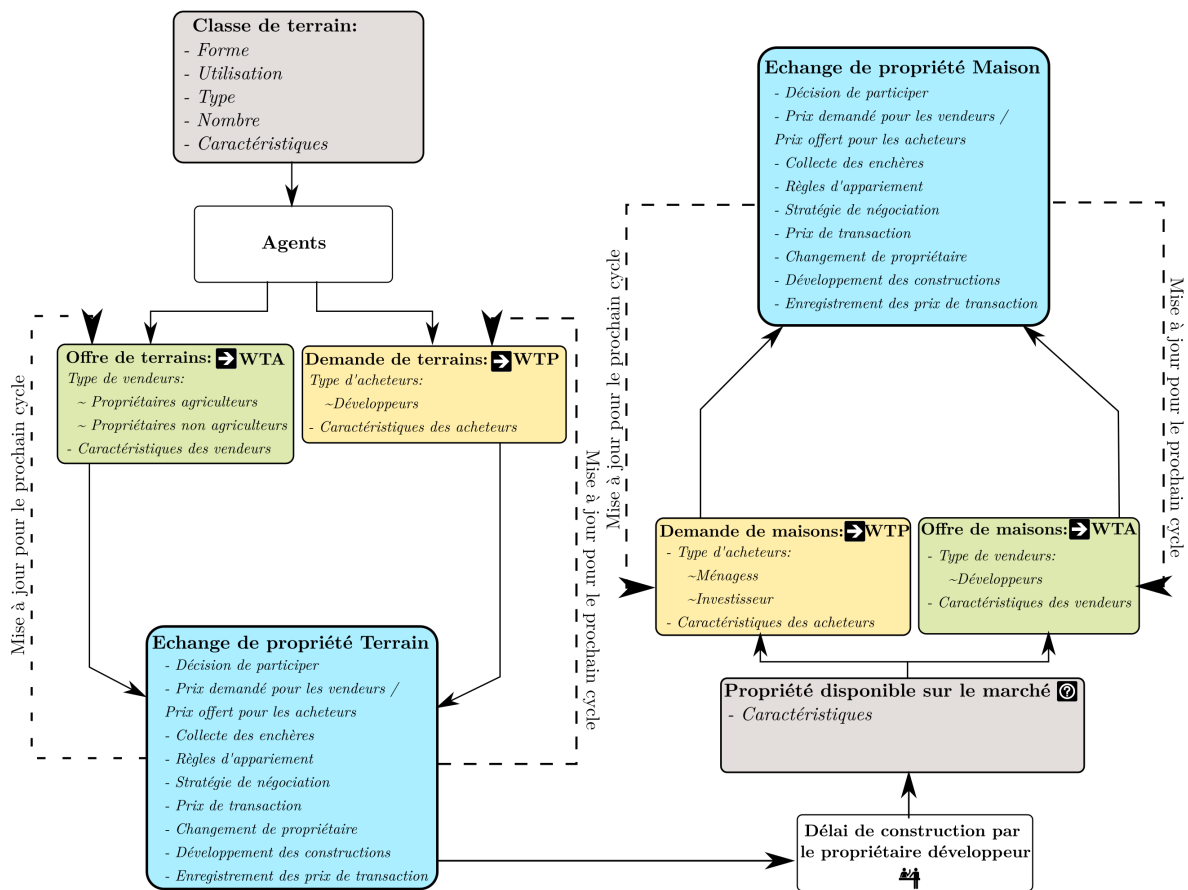 Classe de terrain:
- Forme
- Utilisation
- Type
- Nombre
- Caractéristiques
Agents
Offre de terrains: WTA
Type de vendeurs:
~ Propriétaires agriculteurs
~ Propriétaires non agriculteurs
- Caractéristiques des vendeurs
Demande de terrains: WTP
Type d'acheteurs:
~Développeurs
- Caractéristiques des acheteurs
Mise à jour pour le prochain cycle
Mise à jour pour le prochain cycle
Echange de propriété Terrain
- Décision de participer
- Prix demandé pour les vendeurs /
Prix offert pour les acheteurs
- Collecte des enchères
- Règles d'appariement
- Stratégie de négociation
- Prix de transaction
- Changement de propriétaire
- Développement des constructions
- Enregistrement des prix de transaction
Echange de propriété Maison
- Décision de participer
- Prix demandé pour les vendeurs /
Prix offert pour les acheteurs
- Collecte des enchères
- Règles d'appariement
- Stratégie de négociation
- Prix de transaction
- Changement de propriétaire
- Développement des constructions
- Enregistrement des prix de transaction
Mise à jour pour le prochain cycle
Mise à jour pour le prochain cycle
Demande de maisons: WTP
- Type d'acheteurs:
~Ménagess
~Investisseur
- Caractéristiques des acheteurs
Offre de maisons: WTA
- Type de vendeurs:
~Développeurs
- Caractéristiques des vendeurs
Propriété disponible sur le marché
- Caractéristiques
Délai de construction par
le propriétaire développeur